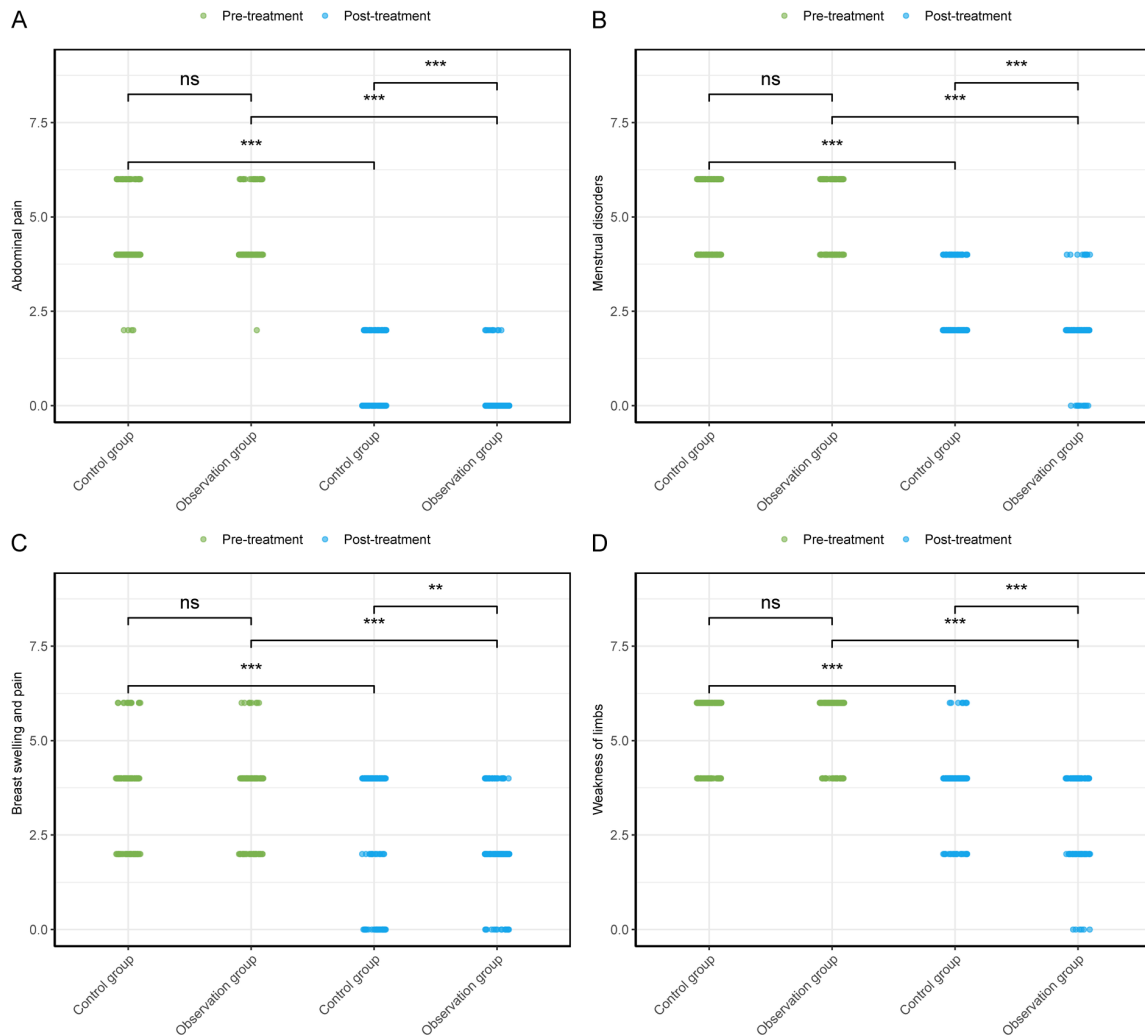 A
Pre-treatment Post-treatment
ns
***
***
***
7.5
5.0
2.5
0.0
Abdominal pain
Control group
Observation group
Control group
Observation group
B
Pre-treatment Post-treatment
ns
***
***
***
7.5
5.0
2.5
0.0
Menstrual disorders
Control group
Observation group
Control group
Observation group
C
Pre-treatment Post-treatment
ns
**
***
***
7.5
5.0
2.5
0.0
Breast swelling and pain
Control group
Observation group
Control group
Observation group
D
Pre-treatment Post-treatment
ns
***
***
***
7.5
5.0
2.5
0.0
Weakness of limbs
Control group
Observation group
Control group
Observation group